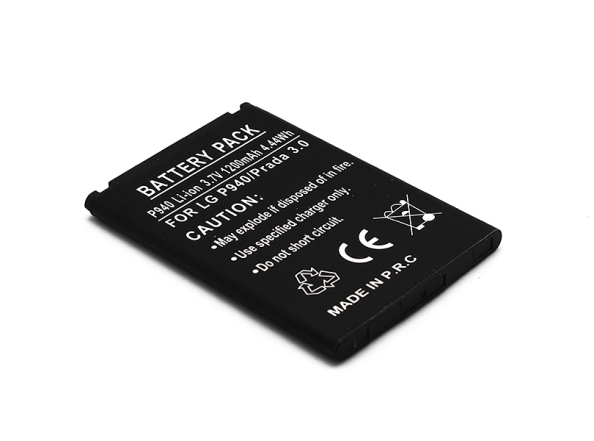 BATTERY PACK
P940 Li-ion 3.7V 1200mAh 4.44Wh
FOR LG P940/Prada 3.0
CAUTION:
•May explode if disposed of in fire.
•Use specified charger only.
•Do not short circuit.
CE
MADE IN P.R.C